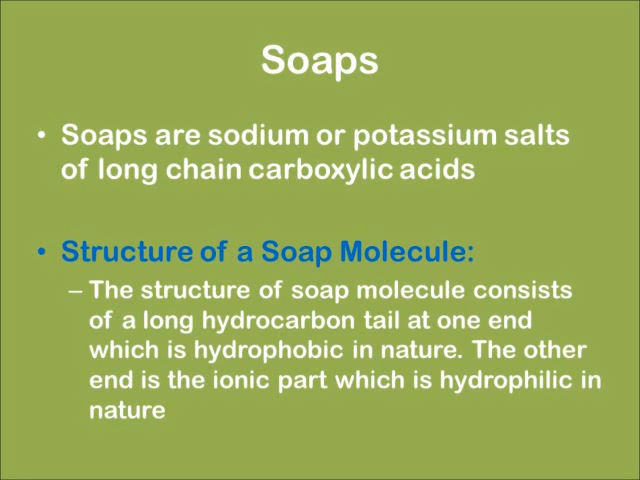 Soaps
• Soaps are sodium or potassium salts
of long chain carboxylic acids
• Structure of a Soap Molecule:
– The structure of soap molecule consists
of a long hydrocarbon tail at one end
which is hydrophobic in nature. The other
end is the ionic part which is hydrophilic in
nature